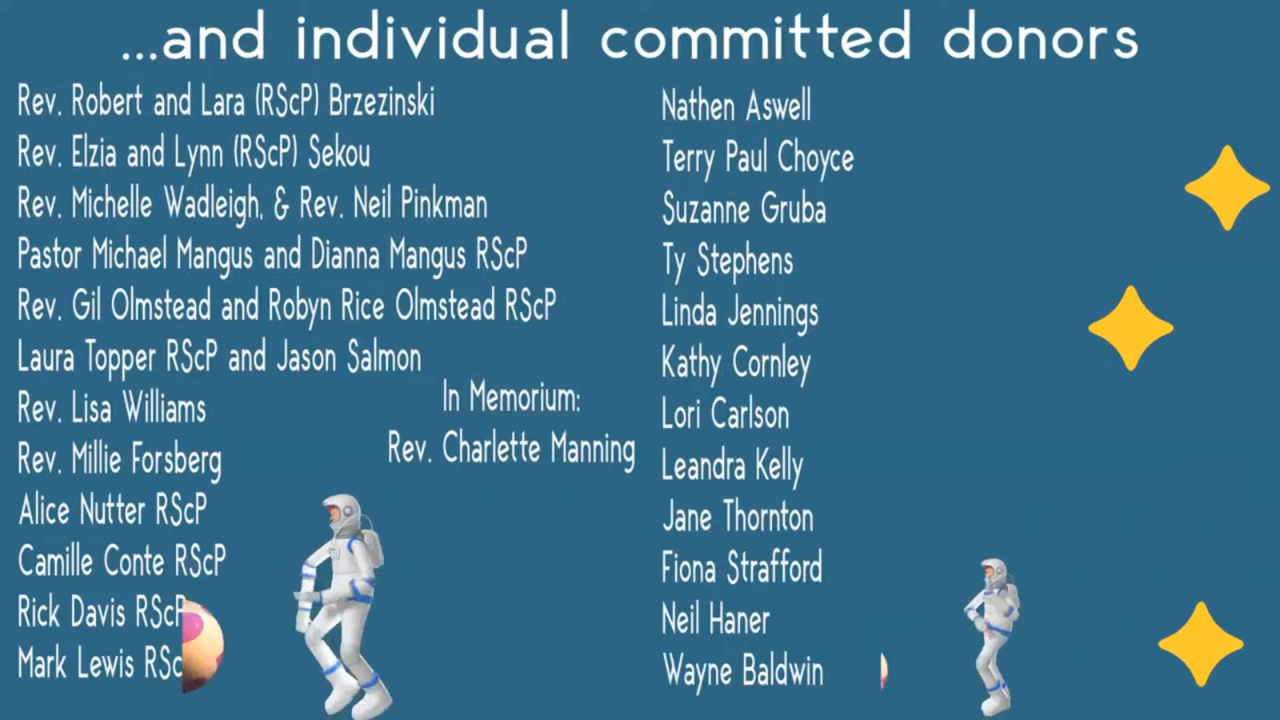 ...and individual committed donors
Rev. Robert and Lara (RScP) Brzezinski
Rev. Elzia and Lynn (RScP) Sekou
Rev. Michelle Wadleigh, & Rev. Neil Pinkman
Pastor Michael Mangus and Dianna Mangus RScP
Rev. Gil Olmstead and Robyn Rice Olmstead RScP
Laura Topper RScP and Jason Salmon
Rev. Lisa Williams
Rev. Millie Forsberg
Alice Nutter RScP
Camille Conte RScP
Rick Davis RScP
Mark Lewis RSc
In Memorium:
Rev. Charlette Manning
Nathen Aswell
Terry Paul Choyce
Suzanne Gruba
Ty Stephens
Linda Jennings
Kathy Cornley
Lori Carlson
Leandra Kelly
Jane Thornton
Fiona Strafford
Neil Haner
Wayne Baldwin